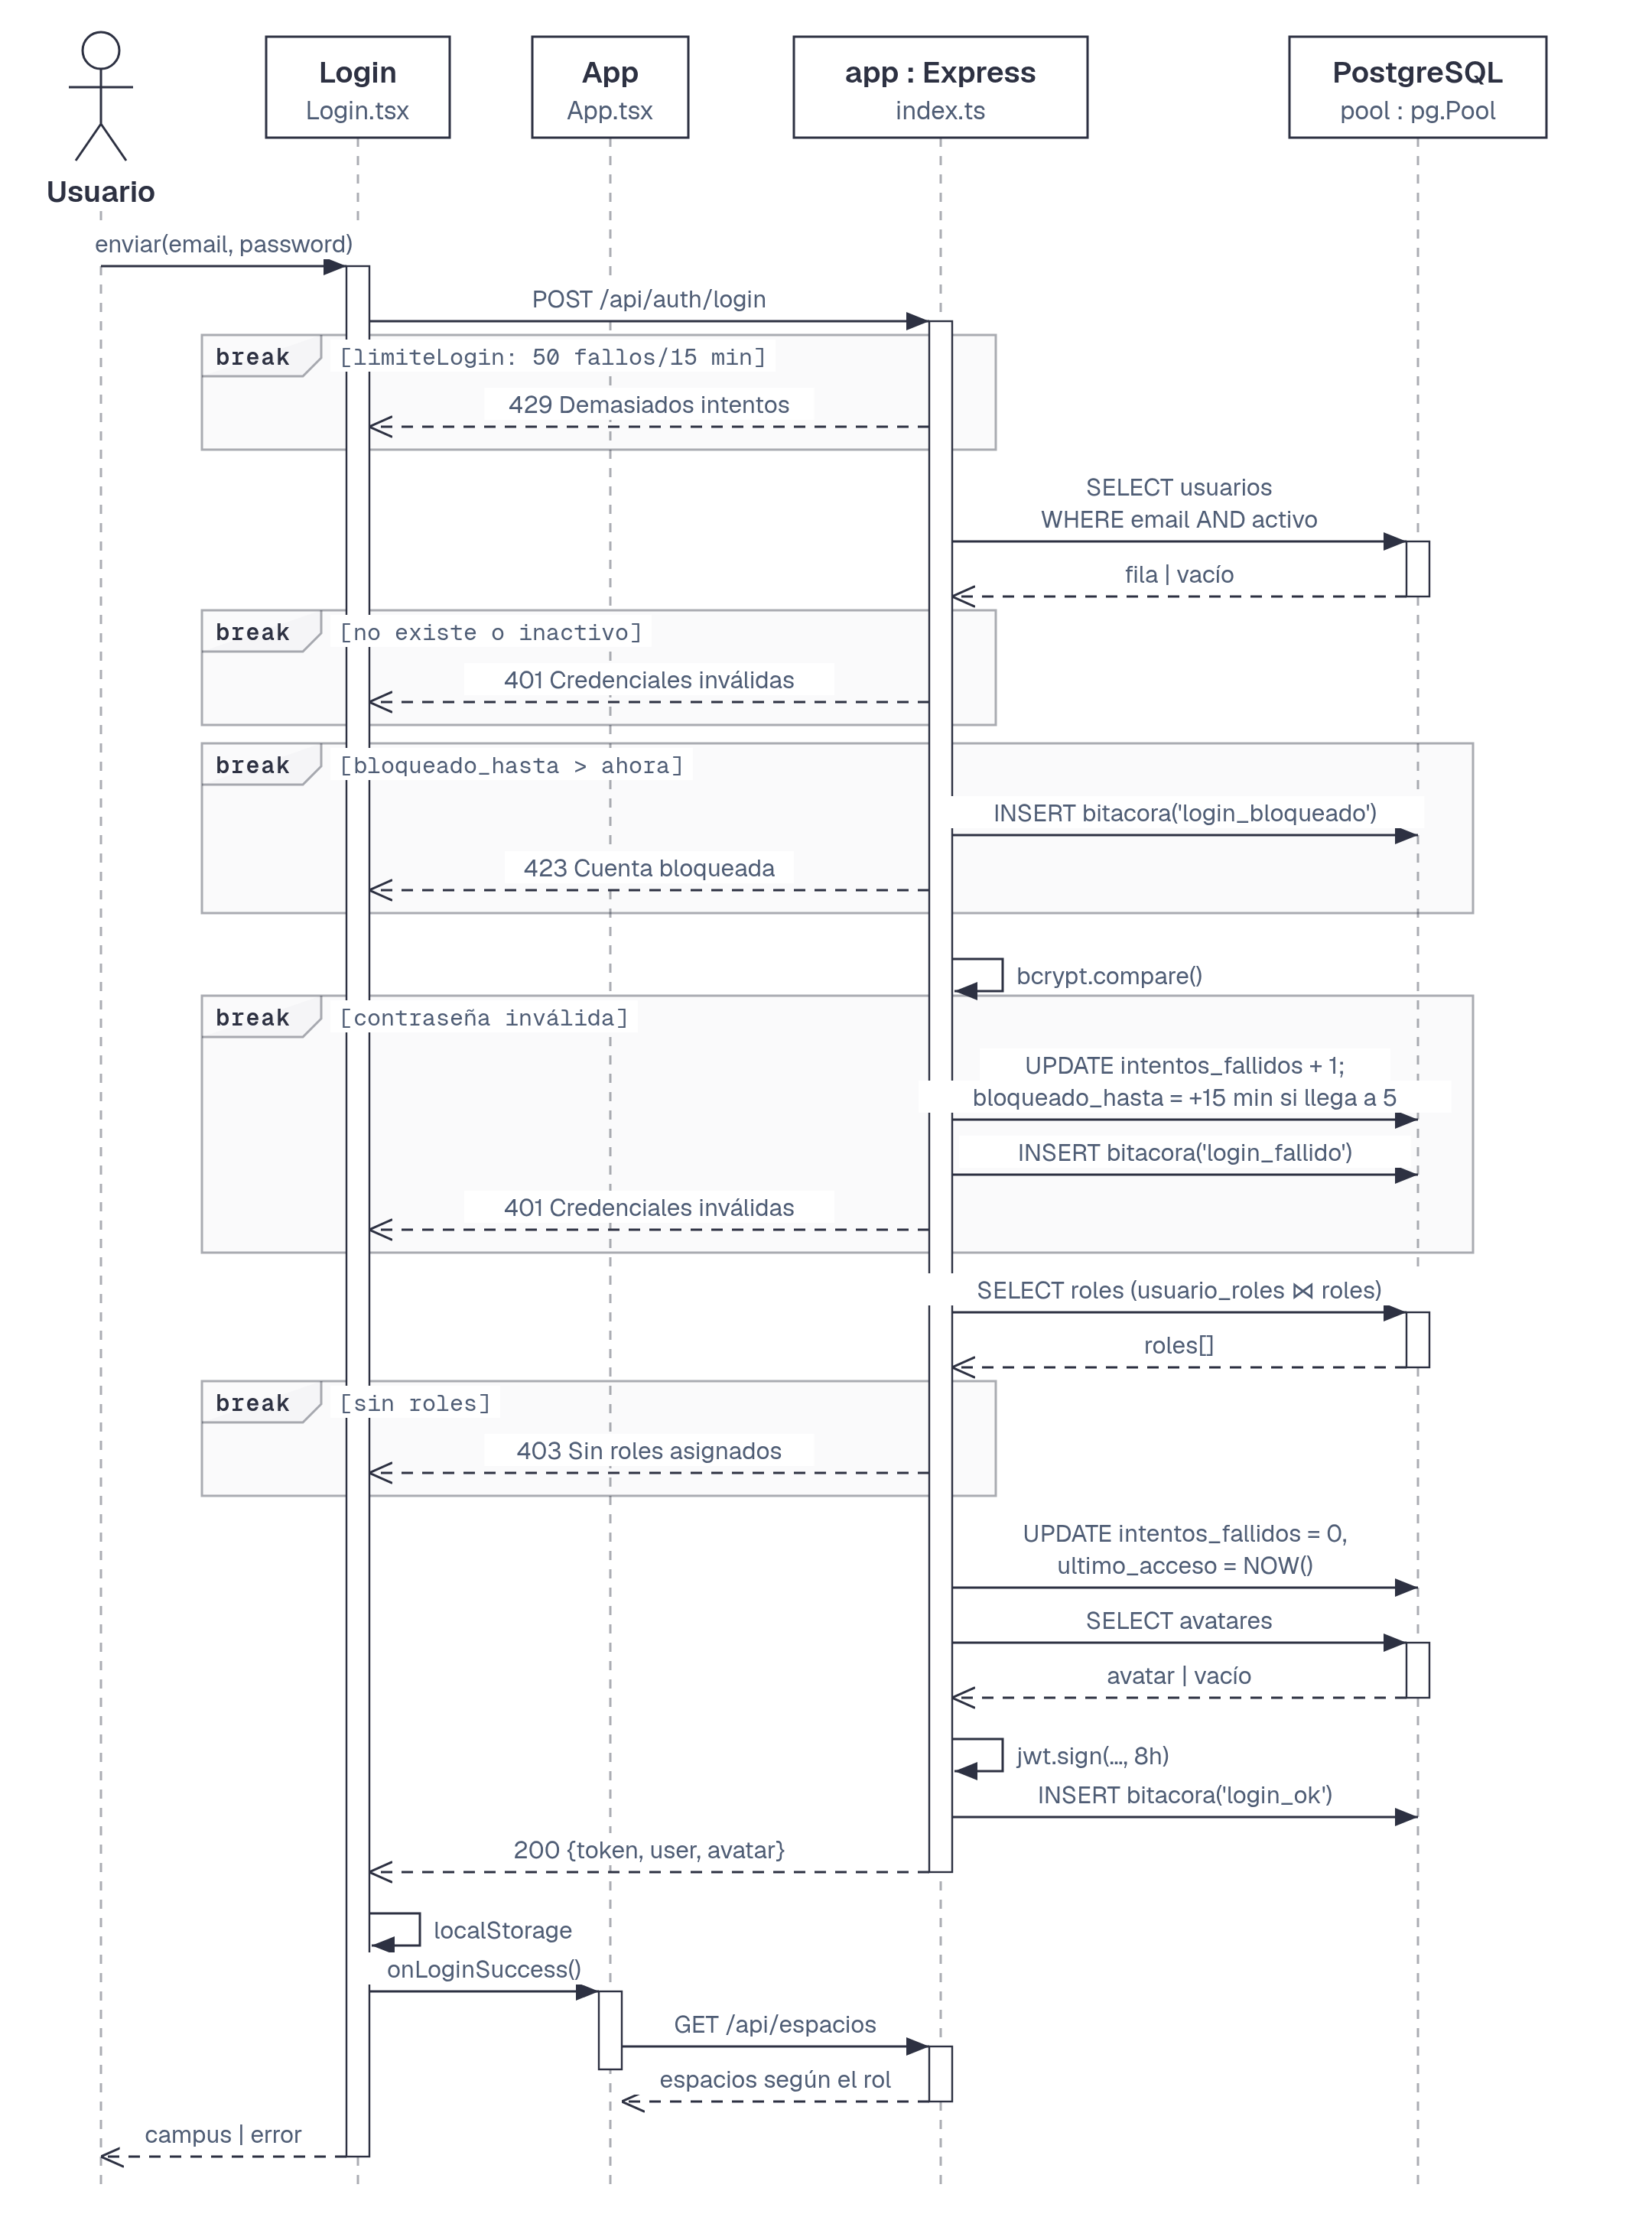 Usuario
Login
Login.tsx
App
App.tsx
app : Express
index.ts
PostgreSQL
pool : pg.Pool
enviar(email, password)
POST /api/auth/login
break [limiteLogin: 50 fallos/15 min]
429 Demasiados intentos
SELECT usuarios
WHERE email AND activo
fila | vacío
break [no existe o inactivo]
401 Credenciales inválidas
break [bloqueado_hasta > ahora]
INSERT bitacora('login_bloqueado')
423 Cuenta bloqueada
bcrypt.compare()
break [contraseña inválida]
UPDATE intentos_fallidos + 1;
bloqueado_hasta = +15 min si llega a 5
INSERT bitacora('login_fallido')
401 Credenciales inválidas
SELECT roles (usuario_roles ⋈ roles)
roles[]
break [sin roles]
403 Sin roles asignados
UPDATE intentos_fallidos = 0,
ultimo_acceso = NOW()
SELECT avatares
avatar | vacío
jwt.sign(..., 8h)
INSERT bitacora('login_ok')
200 {token, user, avatar}
localStorage
onLoginSuccess()
GET /api/espacios
espacios según el rol
campus | error